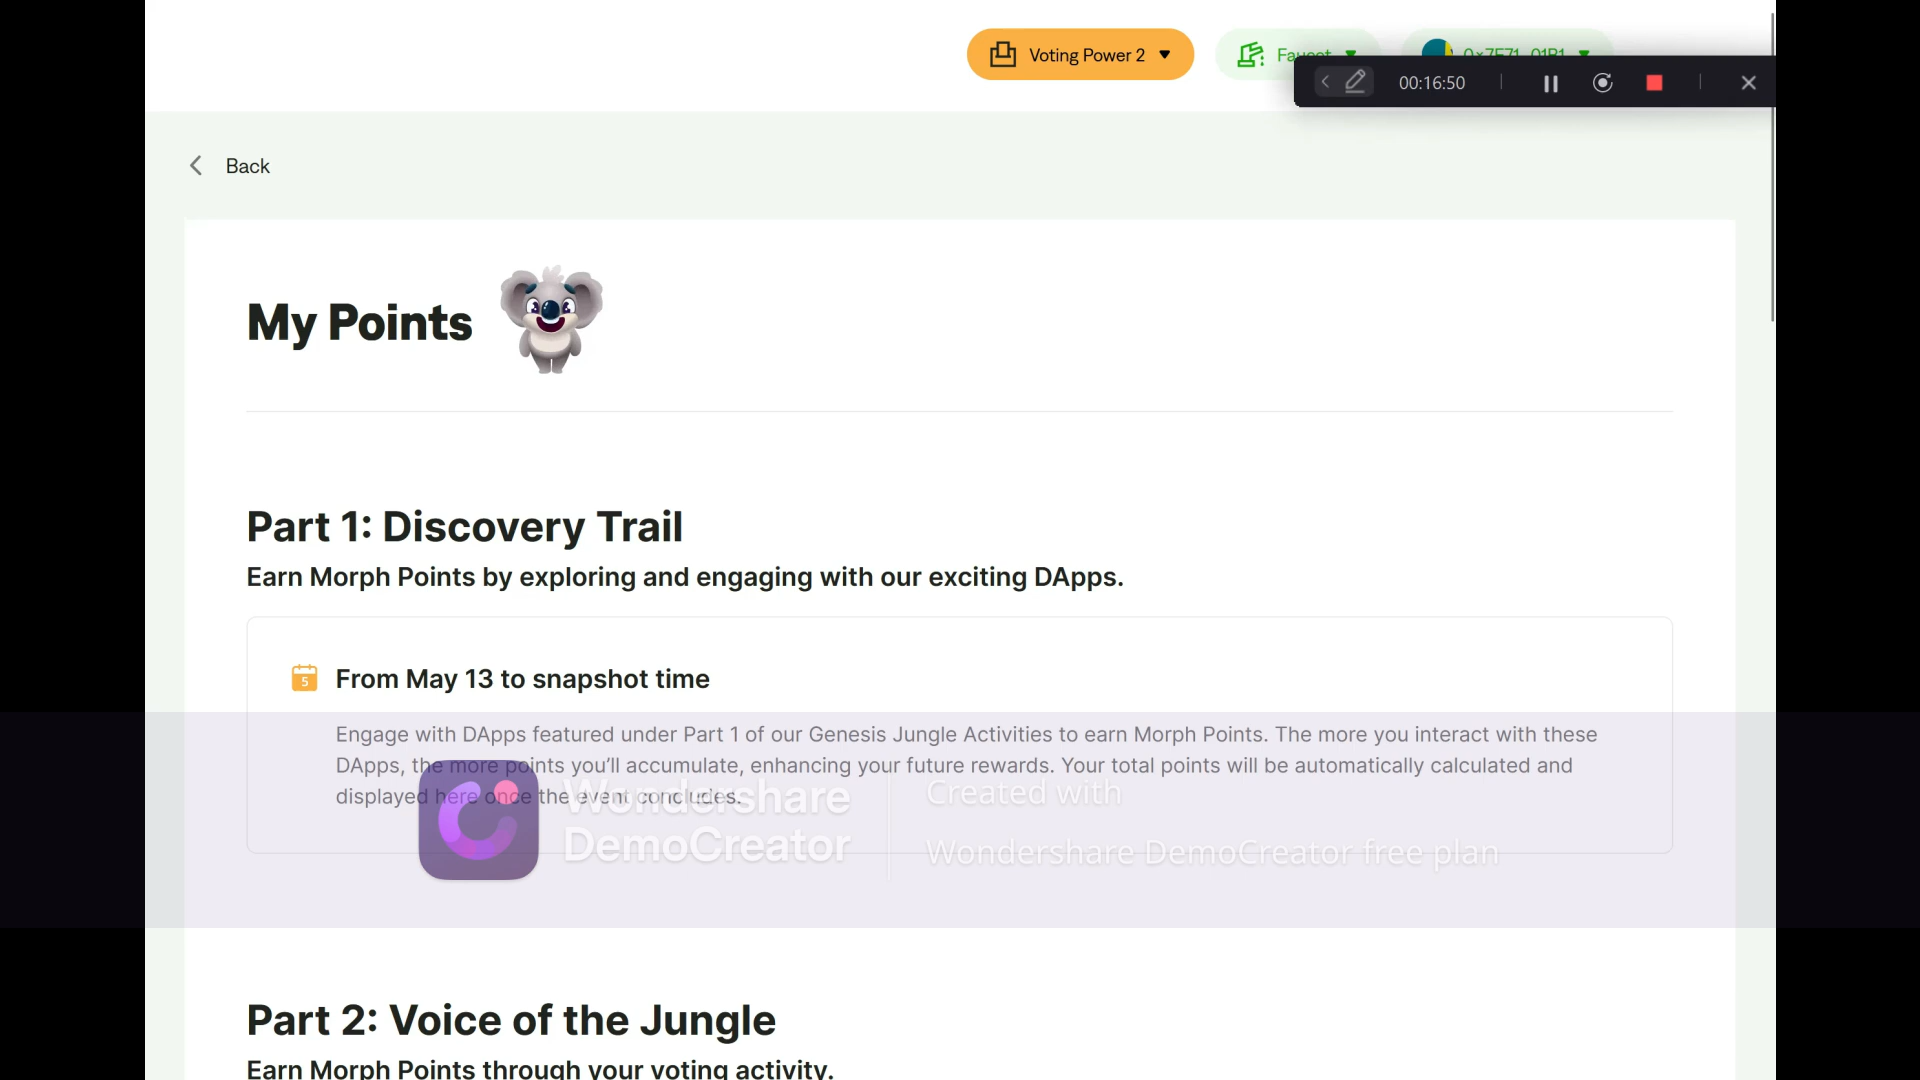 Voting Power 2
Faucet
00:16:50
Back
My Points
Part 1: Discovery Trail
Earn Morph Points by exploring and engaging with our exciting DApps.
5
From May 13 to snapshot time
Engage with DApps featured under Part 1 of our Genesis Jungle Activities to earn Morph Points. The more you interact with these
DApps, the more points you’ll accumulate, enhancing your future rewards. Your total points will be automatically calculated and
displayed here once the event concludes.
Wondershare
DemoCreator
Created with
Wondershare DemoCreator free plan
Part 2: Voice of the Jungle
Earn Morph Points through your voting activity.